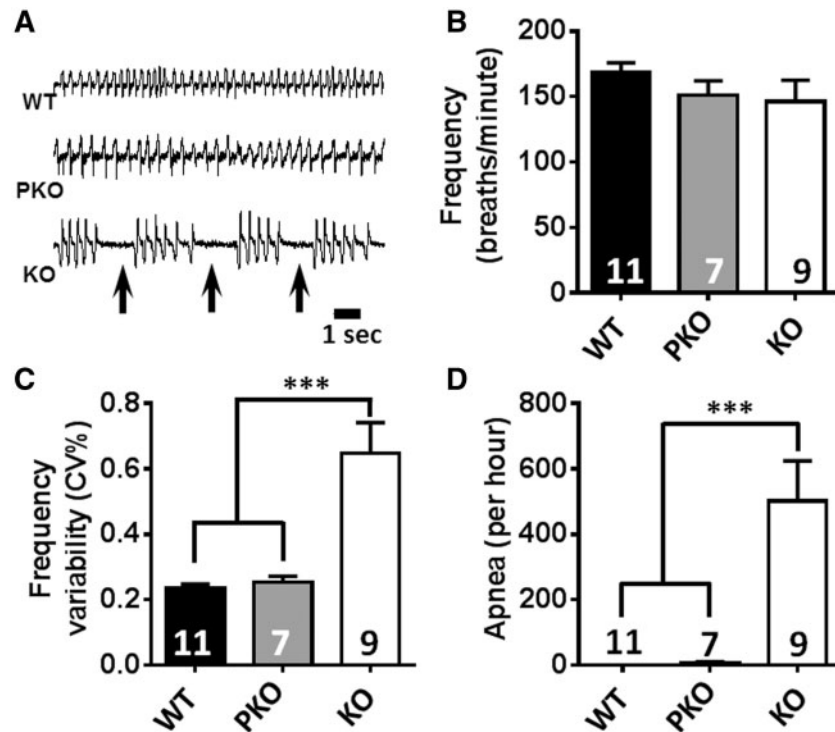 A
WT
PKO
KO
1 sec
B
Frequency
(breaths/minute)
200
150
100
50
0
11
7
9
WT
PKO
KO
C
Frequency
variability (CV%)
0.8
0.6
0.4
0.2
0.0
***
11
7
9
WT
PKO
KO
D
Apnea (per hour)
800
600
400
200
0
***
11
7
9
WT
PKO
KO